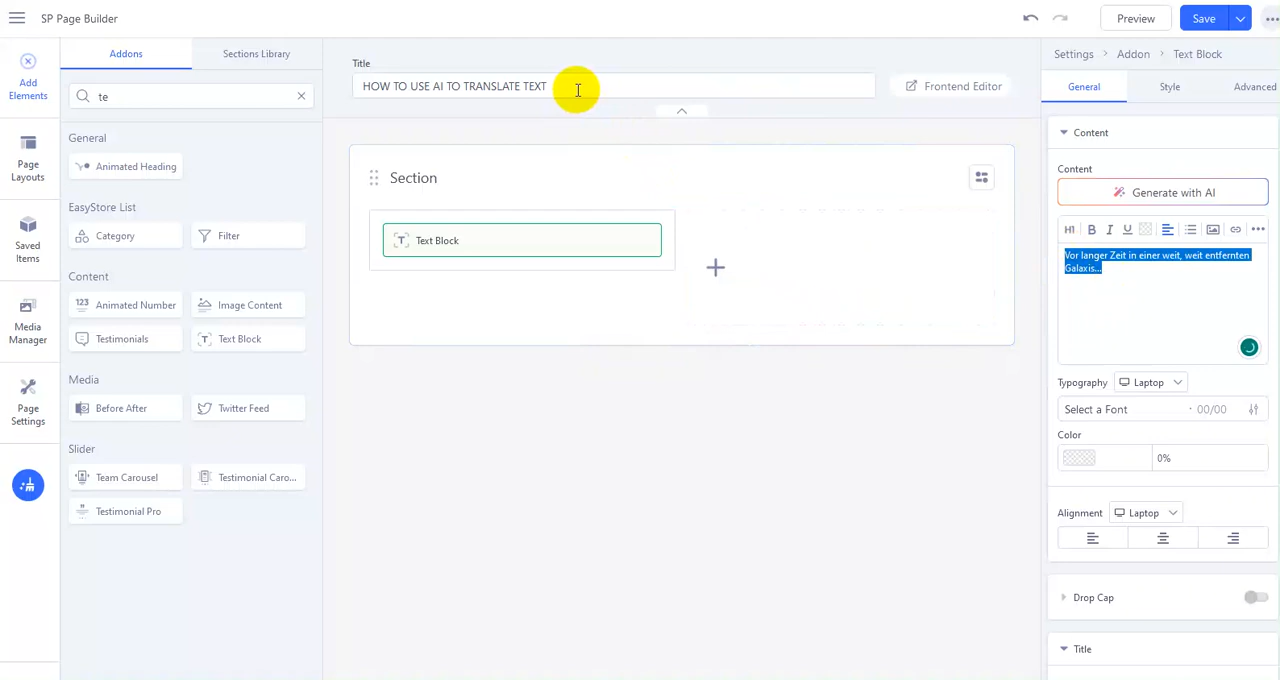 SP Page Builder
Preview
Save
Add
Elements
Page
Layouts
Saved
Items
Media
Manager
Page
Settings
Addons
Sections Library
te
General
Animated Heading
EasyStore List
Category
Filter
Content
123
Animated Number
Image Content
Testimonials
Text Block
Media
Before After
Twitter Feed
Slider
Team Carousel
Testimonial Caro...
Testimonial Pro
Title
HOW TO USE AI TO TRANSLATE TEXT
Frontend Editor
Section
Text Block
Settings > Addon > Text Block
General
Style
Advanced
Content
Content
Generate with AI
H1 B I U
Vor langer Zeit in einer weit, weit entfernten
Galaxis...
Typography
Laptop
Select a Font
00/00
Color
0%
Alignment
Laptop
Drop Cap
Title